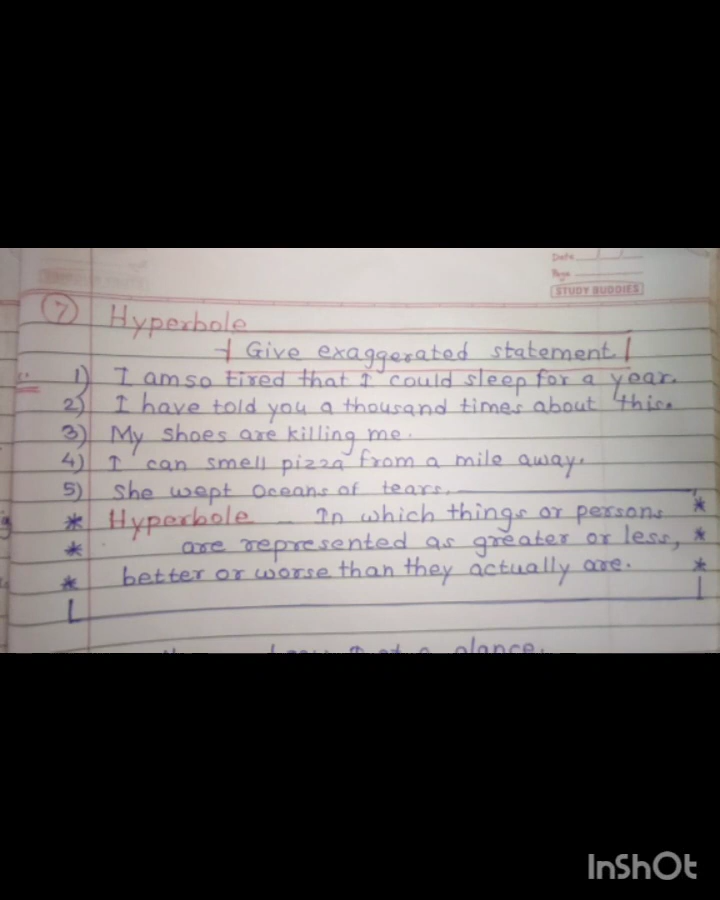 Date
Page
STUDY BUDDIES
7 Hyperbole
Give exaggerated statement.
1) I am so tired that I could sleep for a year.
2) I have told you a thousand times about this.
3) My shoes are killing me.
4) I can smell pizza from a mile away.
5) She wept Oceans of tears.
* Hyperbole - In which things or persons *
* are represented as greater or less, *
* better or worse than they actually are. *
at a glance.
InShOt